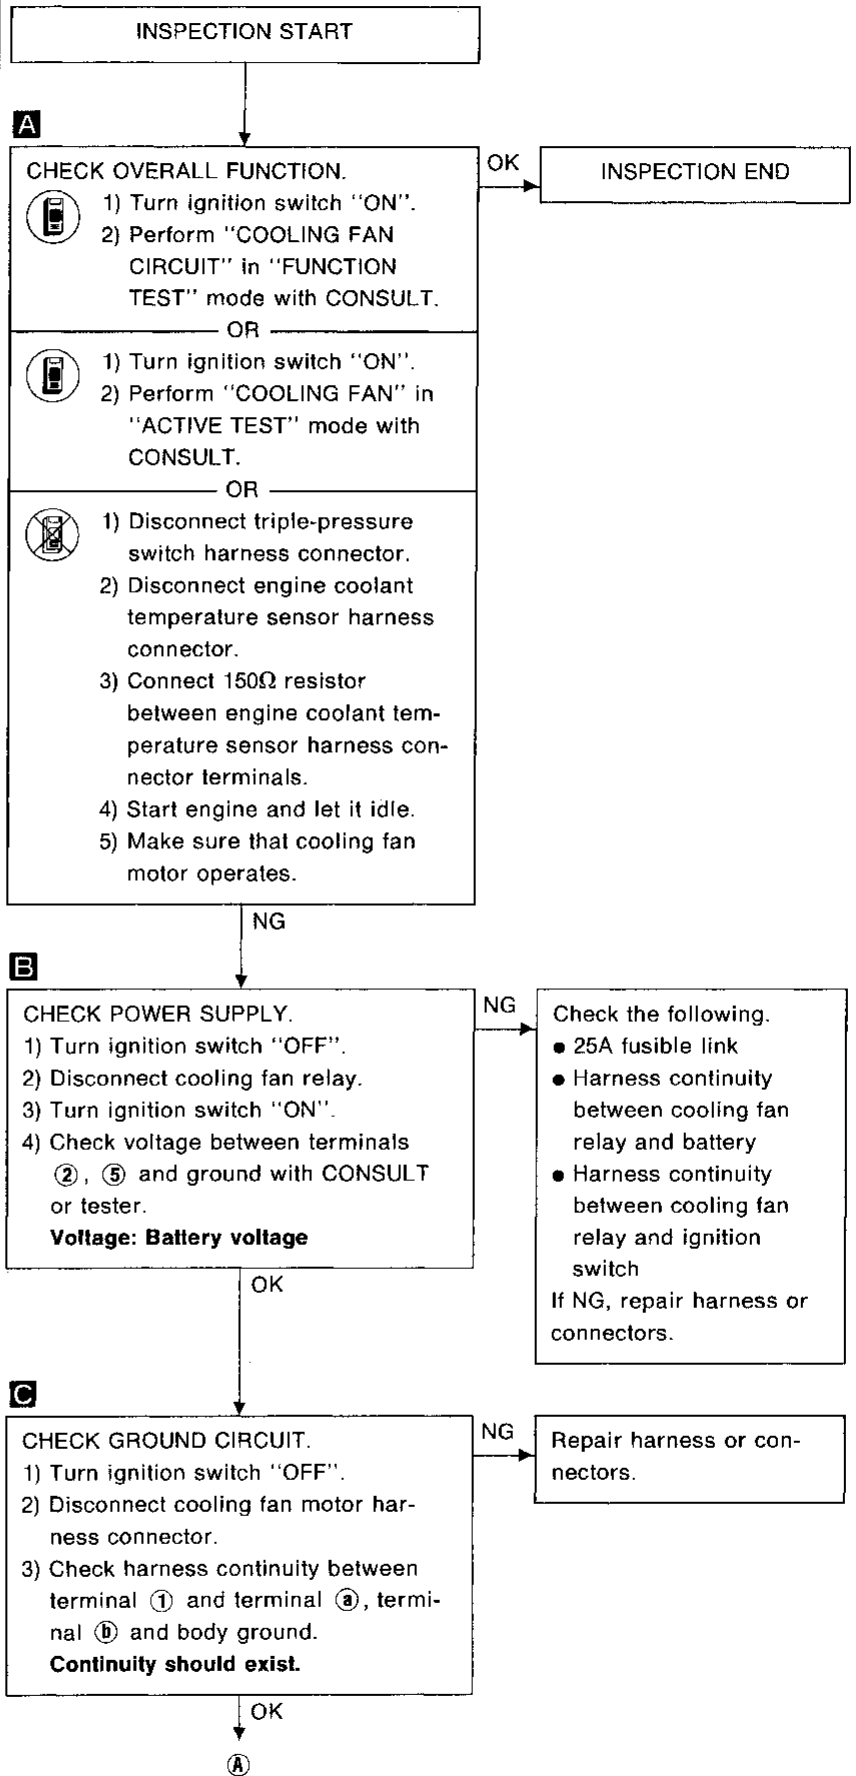 INSPECTION START
A
CHECK OVERALL FUNCTION.
1) Turn ignition switch "ON".
2) Perform "COOLING FAN
CIRCUIT" in "FUNCTION
TEST" mode with CONSULT.
OR
1) Turn ignition switch "ON".
2) Perform "COOLING FAN" in
"ACTIVE TEST" mode with
CONSULT.
OR
1) Disconnect triple-pressure
switch harness connector.
2) Disconnect engine coolant
temperature sensor harness
connector.
3) Connect 150Ω resistor
between engine coolant tem-
perature sensor harness con-
nector terminals.
4) Start engine and let it idle.
5) Make sure that cooling fan
motor operates.
OK
INSPECTION END
NG
B
CHECK POWER SUPPLY.
1) Turn ignition switch "OFF".
2) Disconnect cooling fan relay.
3) Turn ignition switch "ON".
4) Check voltage between terminals
②, ⑤ and ground with CONSULT
or tester.
Voltage: Battery voltage
NG
Check the following.
● 25A fusible link
● Harness continuity
between cooling fan
relay and battery
● Harness continuity
between cooling fan
relay and ignition
switch
If NG, repair harness or
connectors.
OK
C
CHECK GROUND CIRCUIT.
1) Turn ignition switch "OFF".
2) Disconnect cooling fan motor har-
ness connector.
3) Check harness continuity between
terminal ① and terminal ⓐ, termi-
nal ⓑ and body ground.
Continuity should exist.
NG
Repair harness or con-
nectors.
OK
Ⓐ